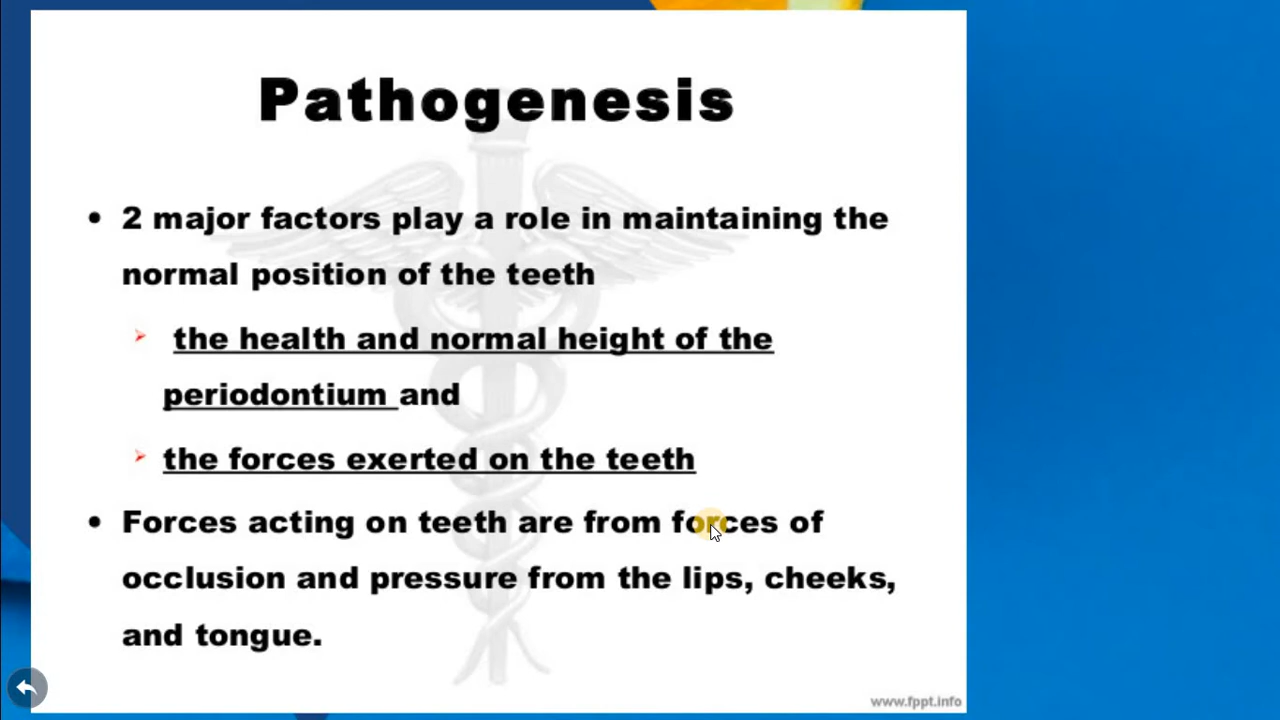 Pathogenesis
• 2 major factors play a role in maintaining the
normal position of the teeth
➢ the health and normal height of the
periodontium and
➢ the forces exerted on the teeth
• Forces acting on teeth are from forces of
occlusion and pressure from the lips, cheeks,
and tongue.
www.fppt.info